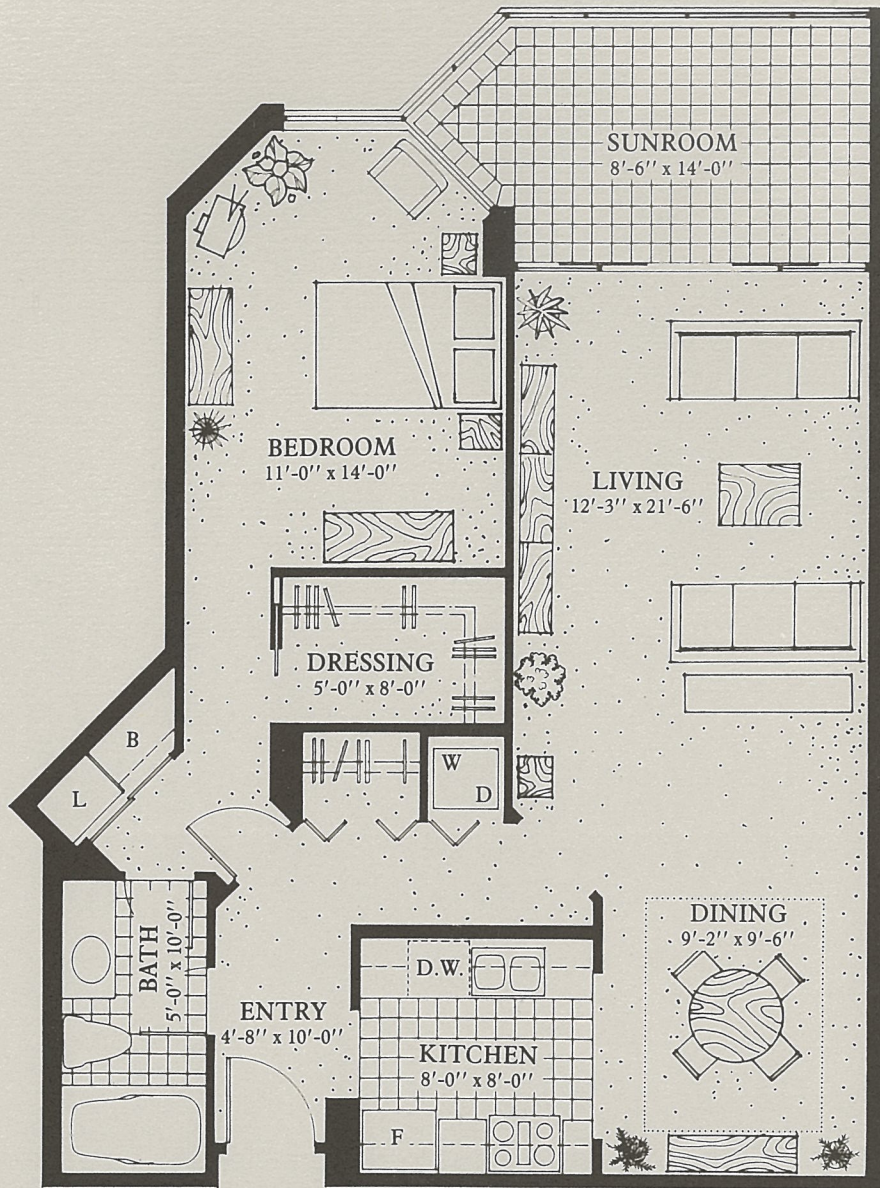 SUNROOM
8'-6'' x 14'-0''
BEDROOM
11'-0'' x 14'-0''
LIVING
12'-3'' x 21'-6''
DRESSING
5'-0'' x 8'-0''
B
L
W
D
DINING
9'-2'' x 9'-6''
BATH
5'-0'' x 10'-0''
D.W.
ENTRY
4'-8'' x 10'-0''
KITCHEN
8'-0'' x 8'-0''
F